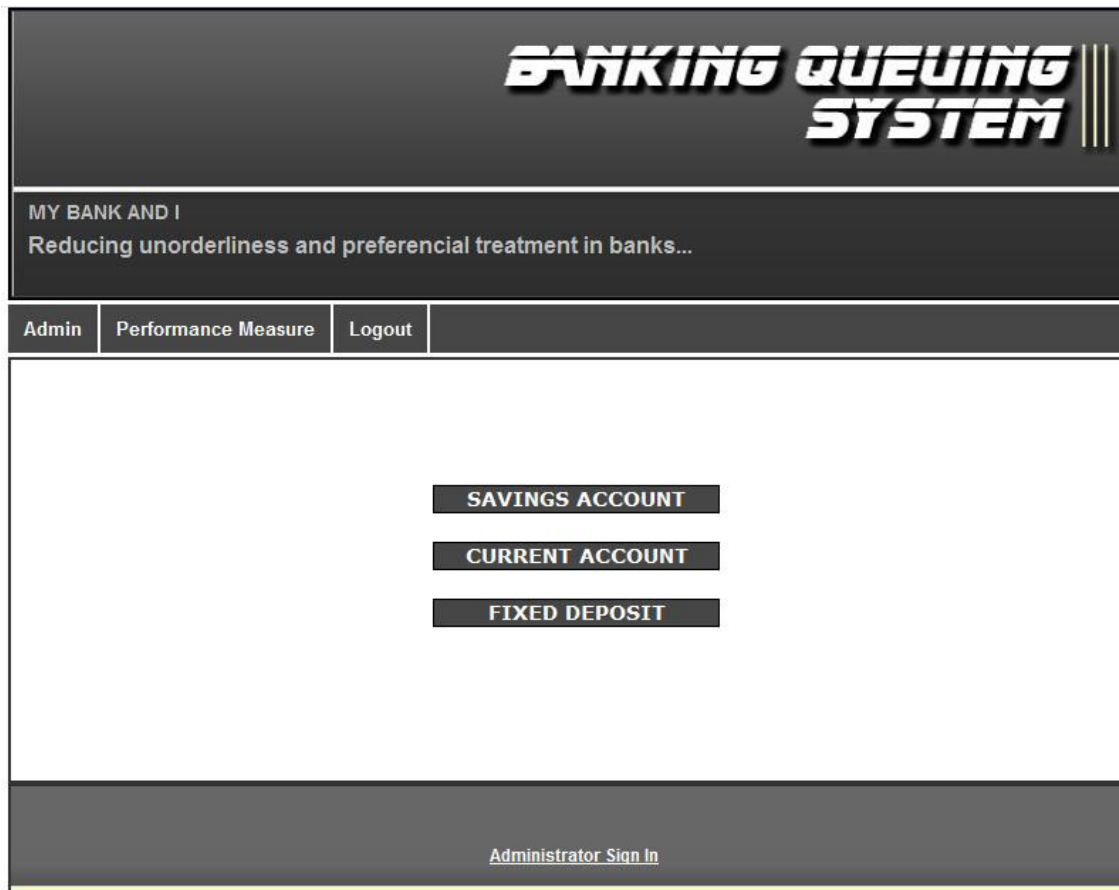 BANKING QUEUING
SYSTEM
MY BANK AND I
Reducing unorderliness and preferencial treatment in banks...
Admin Performance Measure Logout
SAVINGS ACCOUNT
CURRENT ACCOUNT
FIXED DEPOSIT
Administrator Sign In